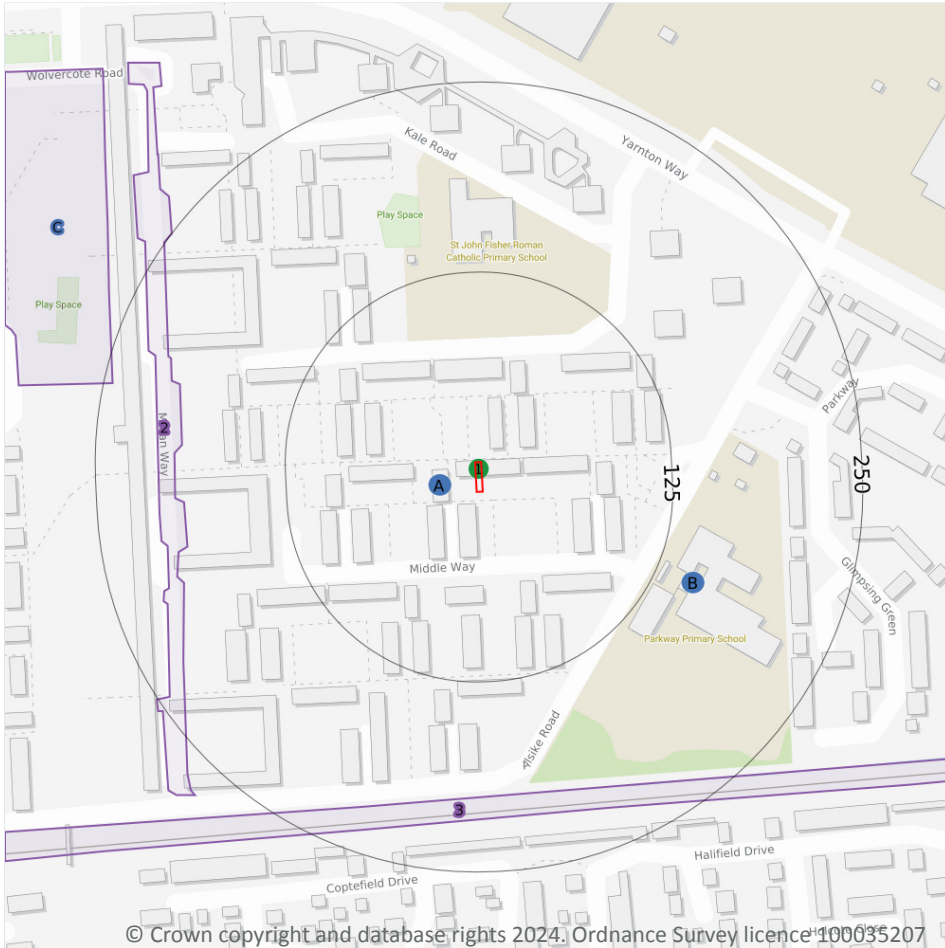 Wolvercote Road
Kale Road
Yarnton Way
C
Play Space
St John Fisher Roman
Catholic Primary School
Play Space
Parkway
2
Way
1
A
125
250
Middle Way
B
Glimpsing Green
Parkway Primary School
Alsike Road
3
Halifield Drive
Coptefield Drive
© Crown copyright and database rights 2024. Ordnance Survey licence 100035207